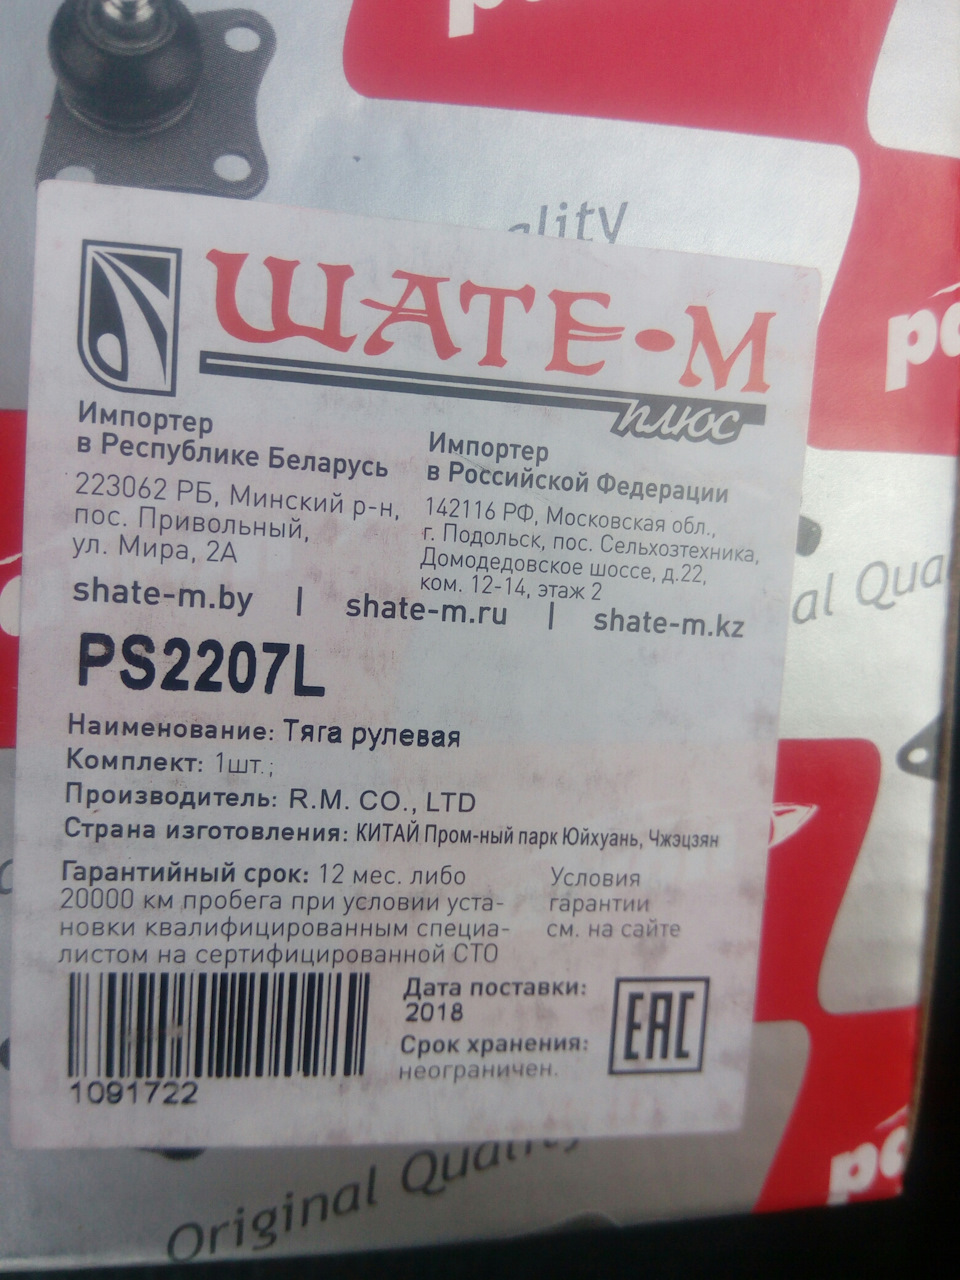 ality
ШАТЕ-М
плюс
Импортер
в Республике Беларусь
223062 РБ, Минский р-н,
пос. Привольный,
ул. Мира, 2А
Импортер
в Российской Федерации
142116 РФ, Московская обл.,
г. Подольск, пос. Сельхозтехника,
Домодедовское шоссе, д.22,
ком. 12-14, этаж 2
shate-m.by | shate-m.ru | shate-m.kz
al Qua
PS2207L
Наименование: Тяга рулевая
Комплект: 1шт.;
Производитель: R.M. CO., LTD
Страна изготовления: КИТАЙ Пром-ный парк Юйхуань, Чжэцзян
Гарантийный срок: 12 мес. либо
20000 км пробега при условии уста-
новки квалифицированным специа-
листом на сертифицированной СТО
Условия
гарантии
см. на сайте
Дата поставки:
2018
Срок хранения:
неограничен.
EAC
1091722
Original Quality